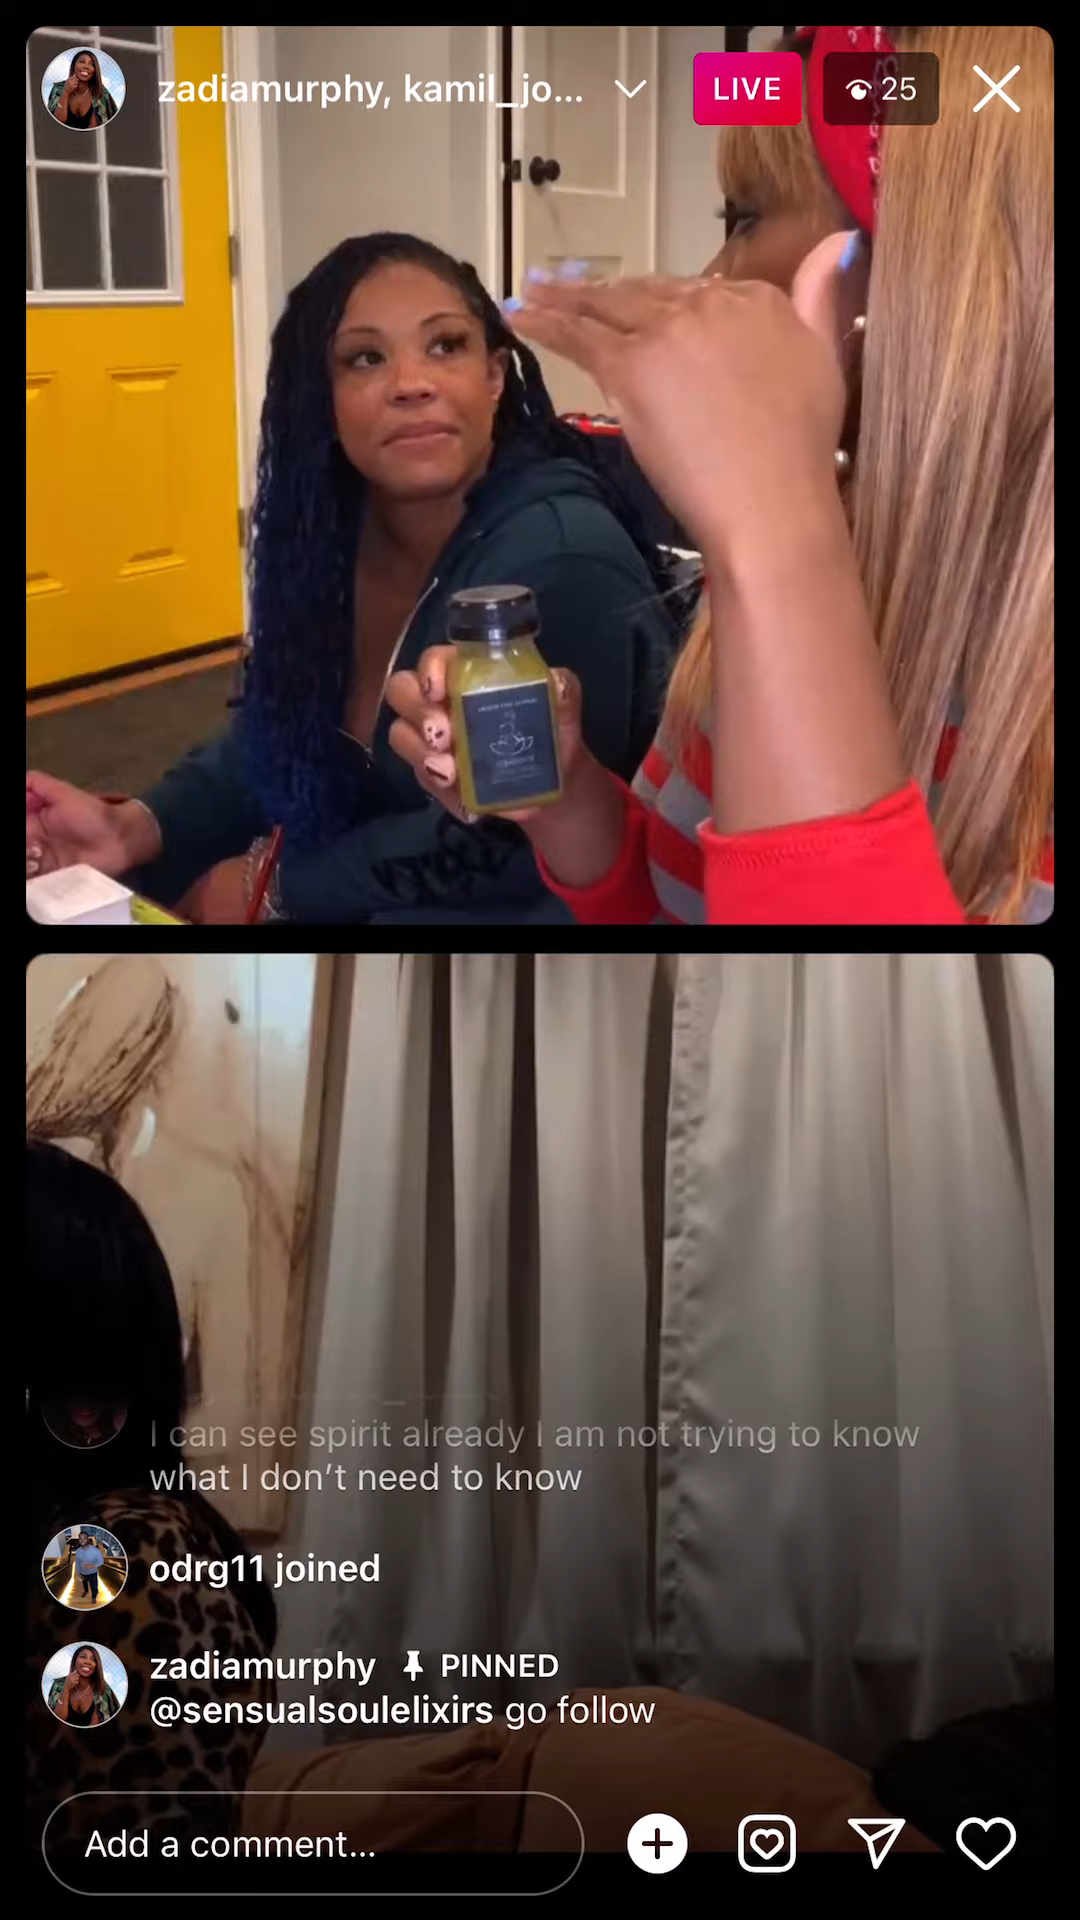 zadiamurphy, kamil_jo...
LIVE
25
I can see spirit already I am not trying to know
what I don’t need to know
odrg11 joined
zadiamurphy PINNED
@sensualsoulelixirs go follow
Add a comment...